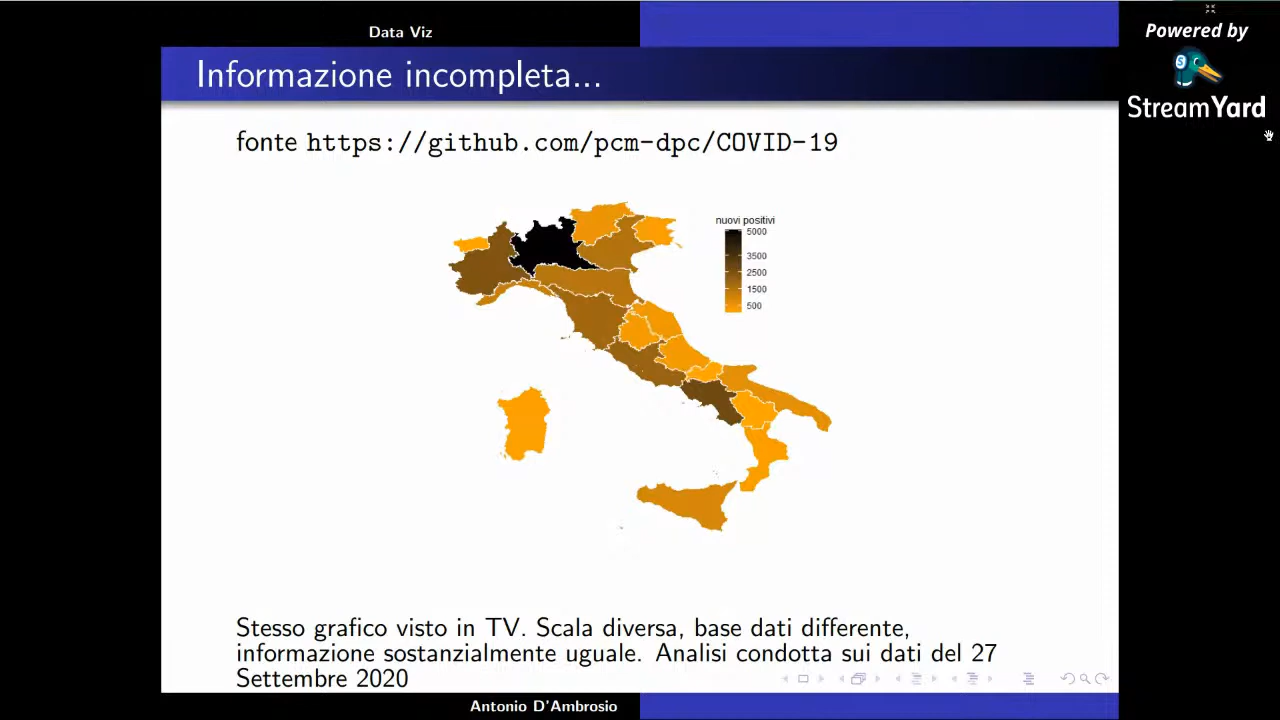 Data Viz
Powered by
StreamYard
Informazione incompleta...
fonte https://github.com/pcm-dpc/COVID-19
nuovi positivi
5000
3500
2500
1500
500
Stesso grafico visto in TV. Scala diversa, base dati differente,
informazione sostanzialmente uguale. Analisi condotta sui dati del 27
Settembre 2020
Antonio D'Ambrosio